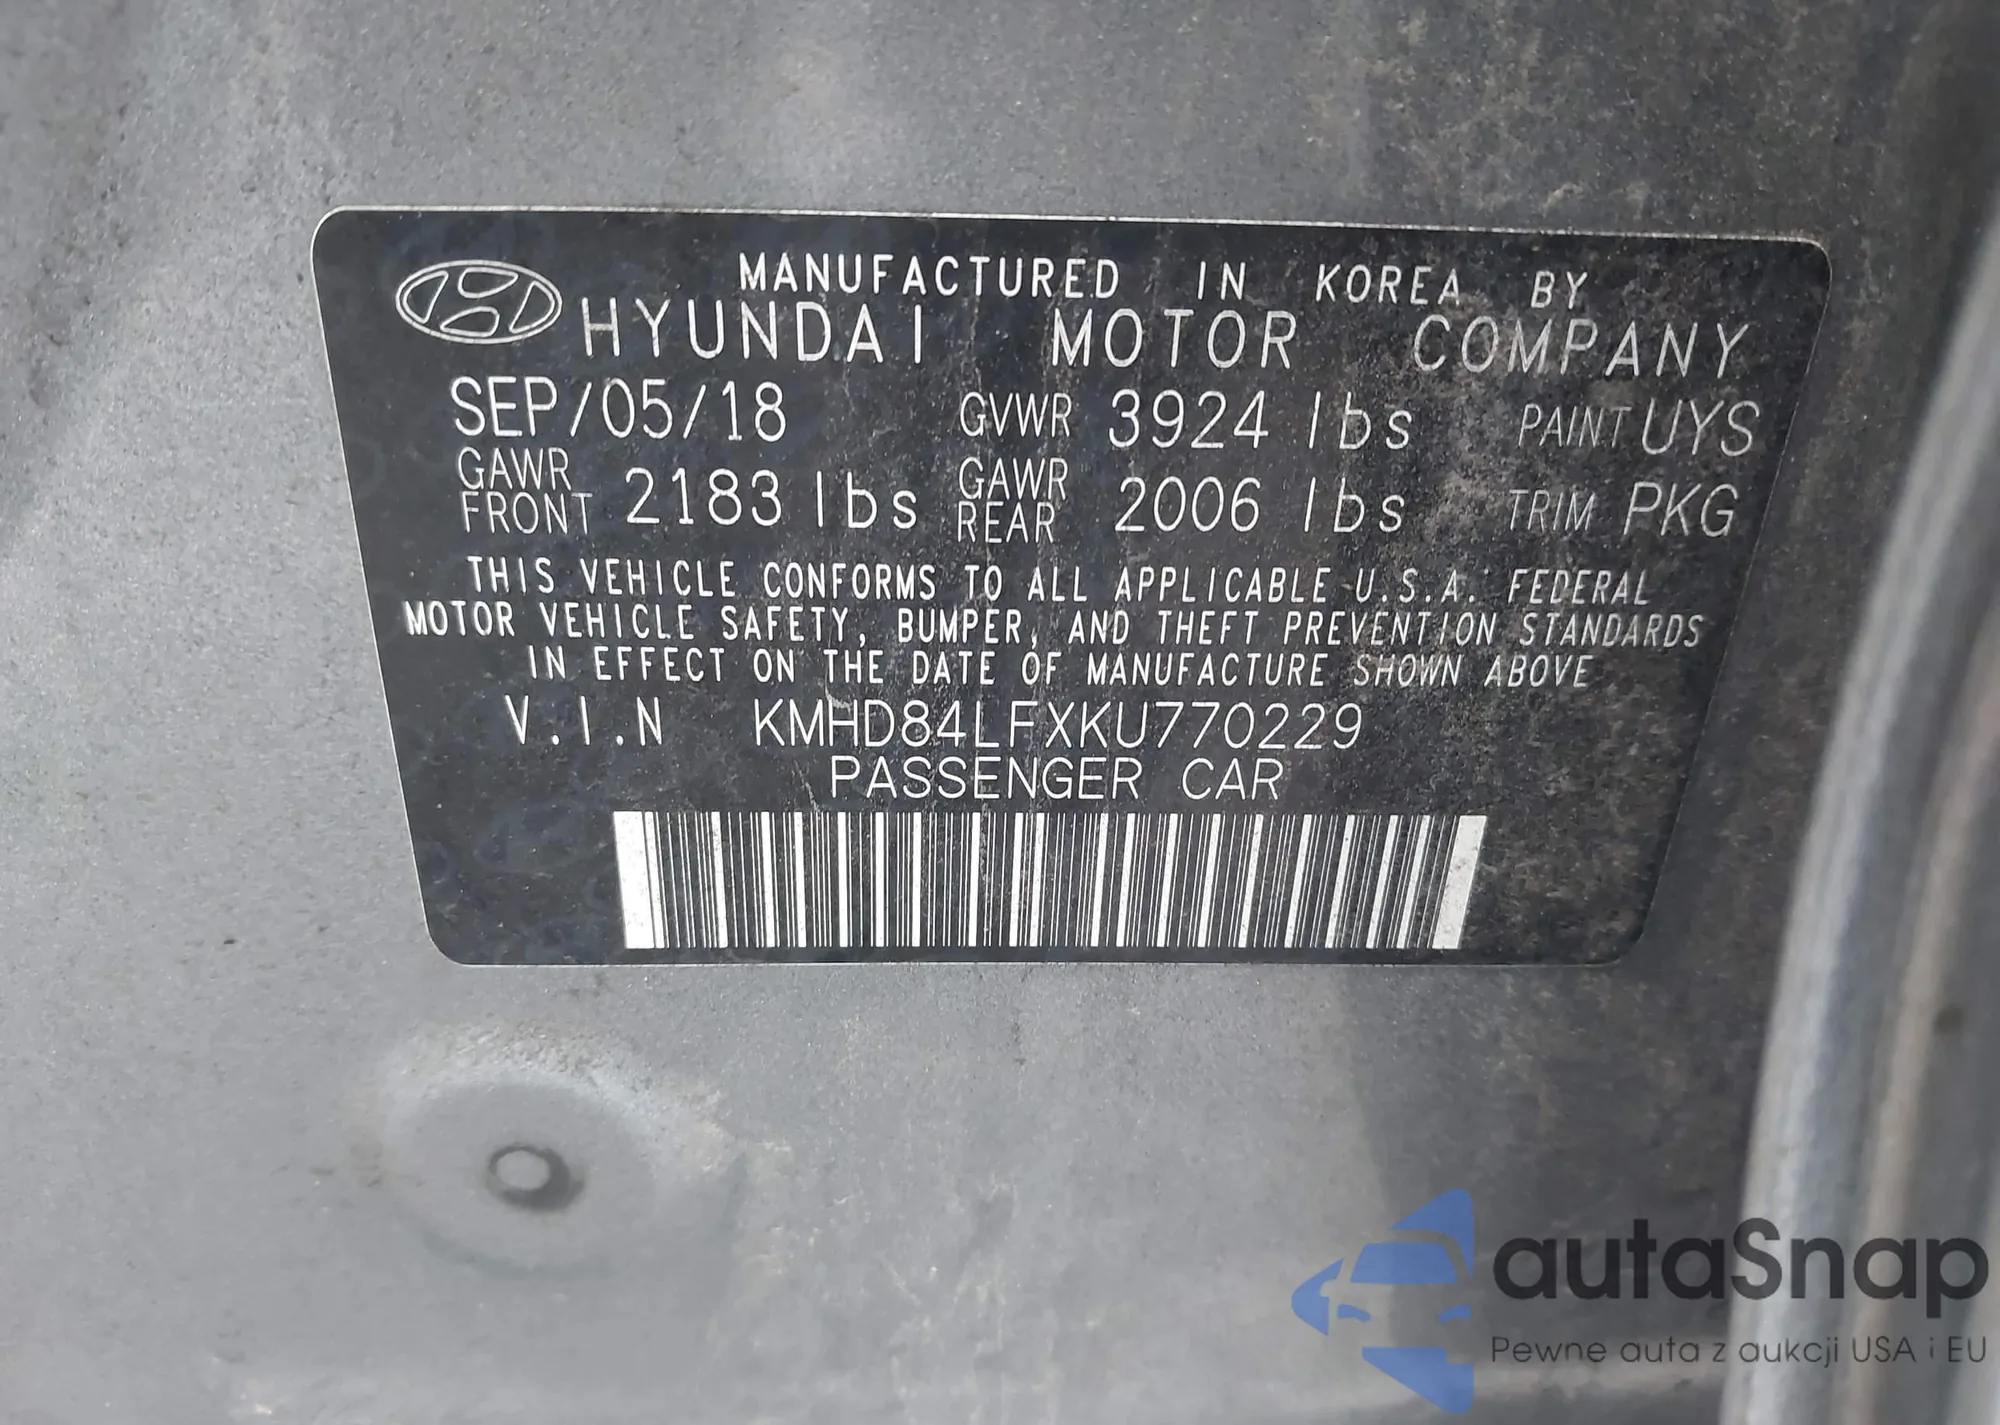 MANUFACTURED IN KOREA BY
HYUNDAI MOTOR COMPANY
SEP/05/18 GVWR 3924 lbs PAINT UYS
GAWR FRONT 2183 lbs GAWR REAR 2006 lbs TRIM PKG
THIS VEHICLE CONFORMS TO ALL APPLICABLE U.S.A. FEDERAL
MOTOR VEHICLE SAFETY, BUMPER, AND THEFT PREVENTION STANDARDS
IN EFFECT ON THE DATE OF MANUFACTURE SHOWN ABOVE
V.I.N KMHD84LFXKU770229
PASSENGER CAR
autaSnap
Pewne auta z aukcji USA i EU